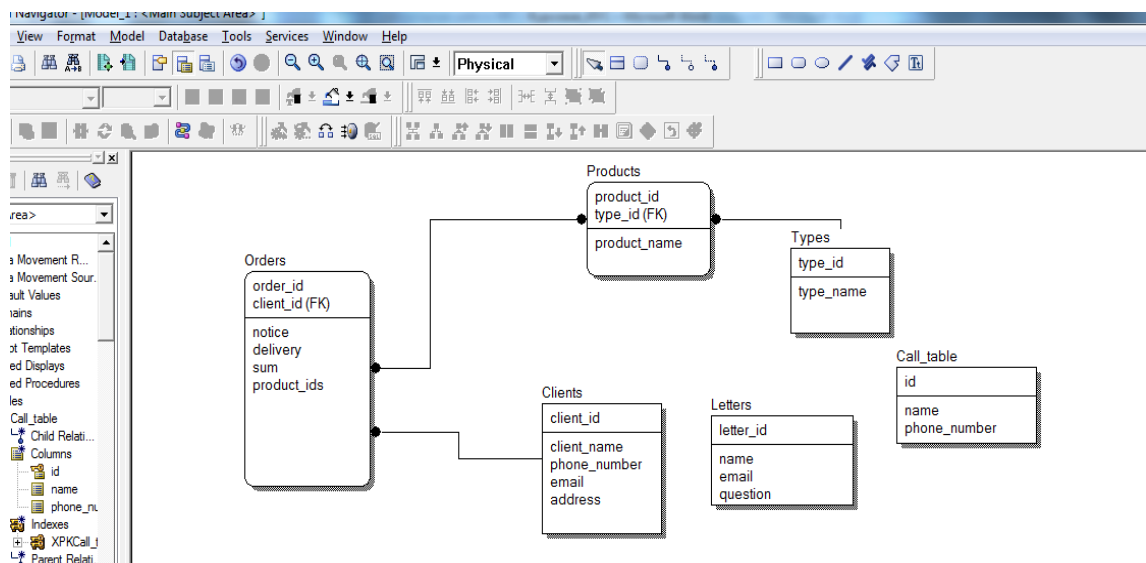 Navigator - [Model_1 : <Main Subject Area> ]
View Format Model Database Tools Services Window Help
Physical
Area>
a Movement R...
a Movement Sour.
ault Values
mains
ationships
pt Templates
ed Displays
ed Procedures
les
Call_table
Child Relati...
Columns
id
name
phone_nu
Indexes
XPKCall_t
Parent Relati
Products
product_id
type_id (FK)
product_name
Types
type_id
type_name
Orders
order_id
client_id (FK)
notice
delivery
sum
product_ids
Call_table
id
name
phone_number
Clients
client_id
client_name
phone_number
email
address
Letters
letter_id
name
email
question